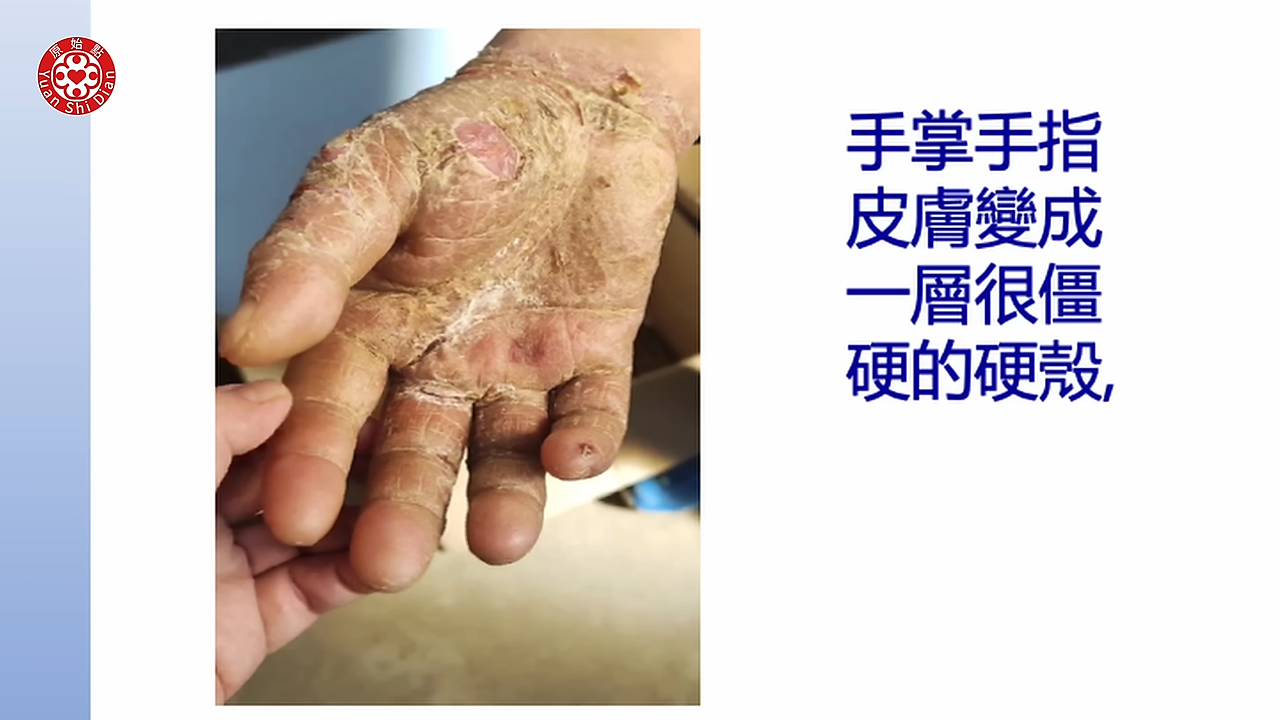 原始點
Yuan Shi Dian
手掌手指
皮膚變成
一層很僵
硬的硬殼,